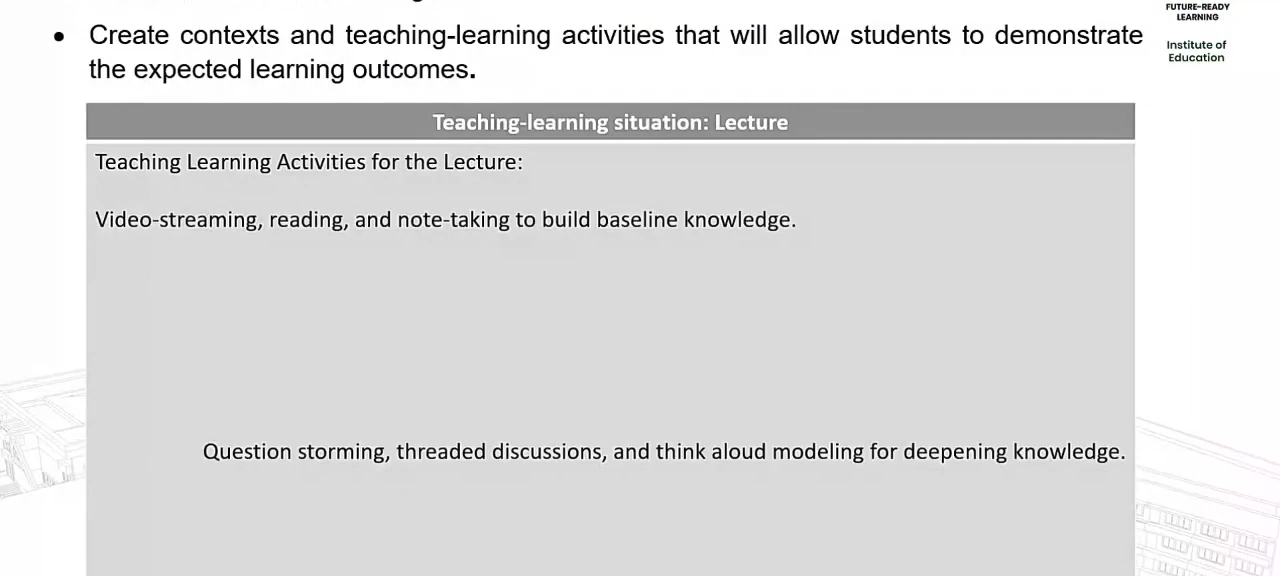 FUTURE-READY
LEARNING
Institute of
Education
• Create contexts and teaching-learning activities that will allow students to demonstrate
the expected learning outcomes.
Teaching-learning situation: Lecture
Teaching Learning Activities for the Lecture:
Video-streaming, reading, and note-taking to build baseline knowledge.
Question storming, threaded discussions, and think aloud modeling for deepening knowledge.